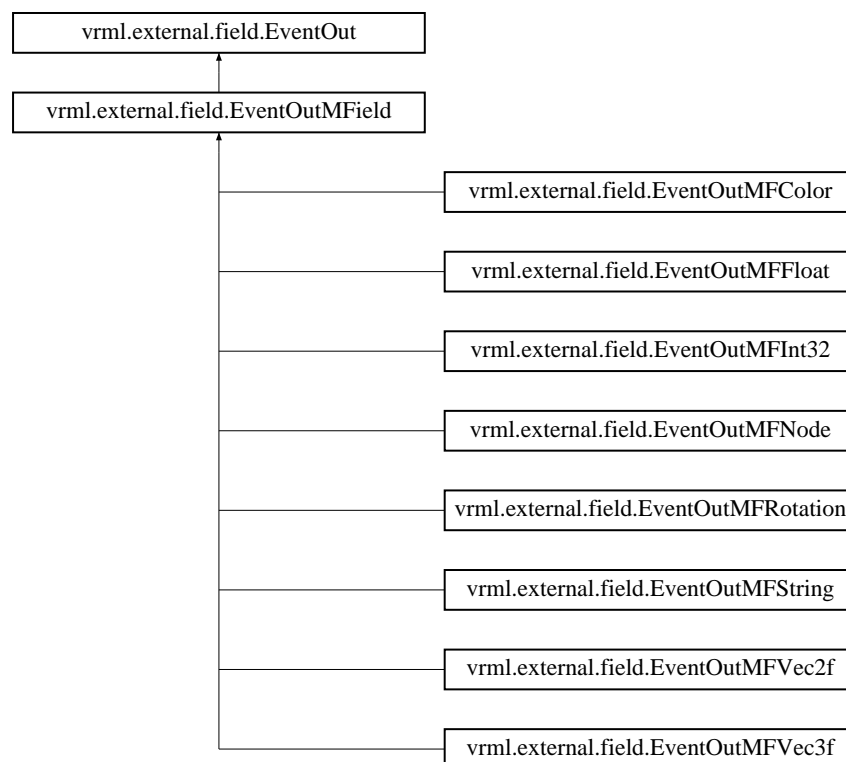 vrml.external.field.EventOut
vrml.external.field.EventOutMField
vrml.external.field.EventOutMFColor
vrml.external.field.EventOutMFFloat
vrml.external.field.EventOutMFInt32
vrml.external.field.EventOutMFNode
vrml.external.field.EventOutMFRotation
vrml.external.field.EventOutMFString
vrml.external.field.EventOutMFVec2f
vrml.external.field.EventOutMFVec3f